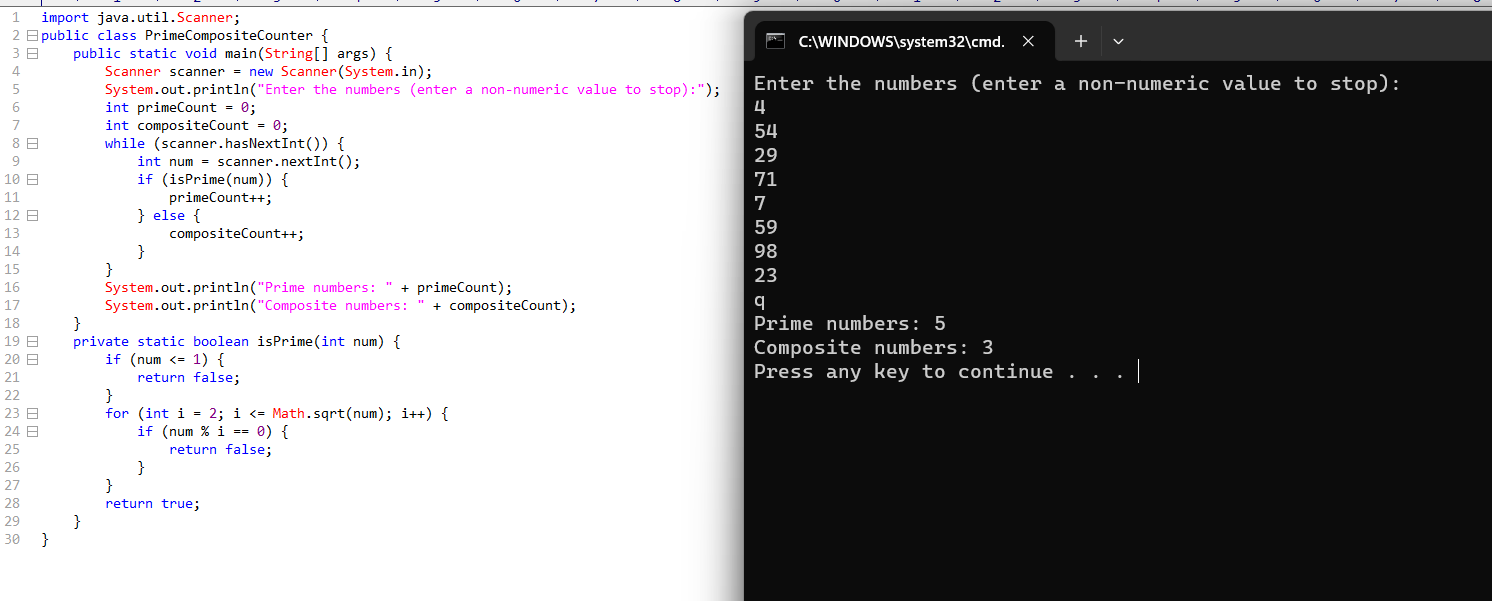 1 import java.util.Scanner;
2 public class PrimeCompositeCounter {
3 public static void main(String[] args) {
4 Scanner scanner = new Scanner(System.in);
5 System.out.println("Enter the numbers (enter a non-numeric value to stop):");
6 int primeCount = 0;
7 int compositeCount = 0;
8 while (scanner.hasNextInt()) {
9 int num = scanner.nextInt();
10 if (isPrime(num)) {
11 primeCount++;
12 } else {
13 compositeCount++;
14 }
15 }
16 System.out.println("Prime numbers: " + primeCount);
17 System.out.println("Composite numbers: " + compositeCount);
18 }
19 private static boolean isPrime(int num) {
20 if (num <= 1) {
21 return false;
22 }
23 for (int i = 2; i <= Math.sqrt(num); i++) {
24 if (num % i == 0) {
25 return false;
26 }
27 }
28 return true;
29 }
30 }
C:\WINDOWS\system32\cmd.
Enter the numbers (enter a non-numeric value to stop):
4
54
29
71
7
59
98
23
q
Prime numbers: 5
Composite numbers: 3
Press any key to continue . . .